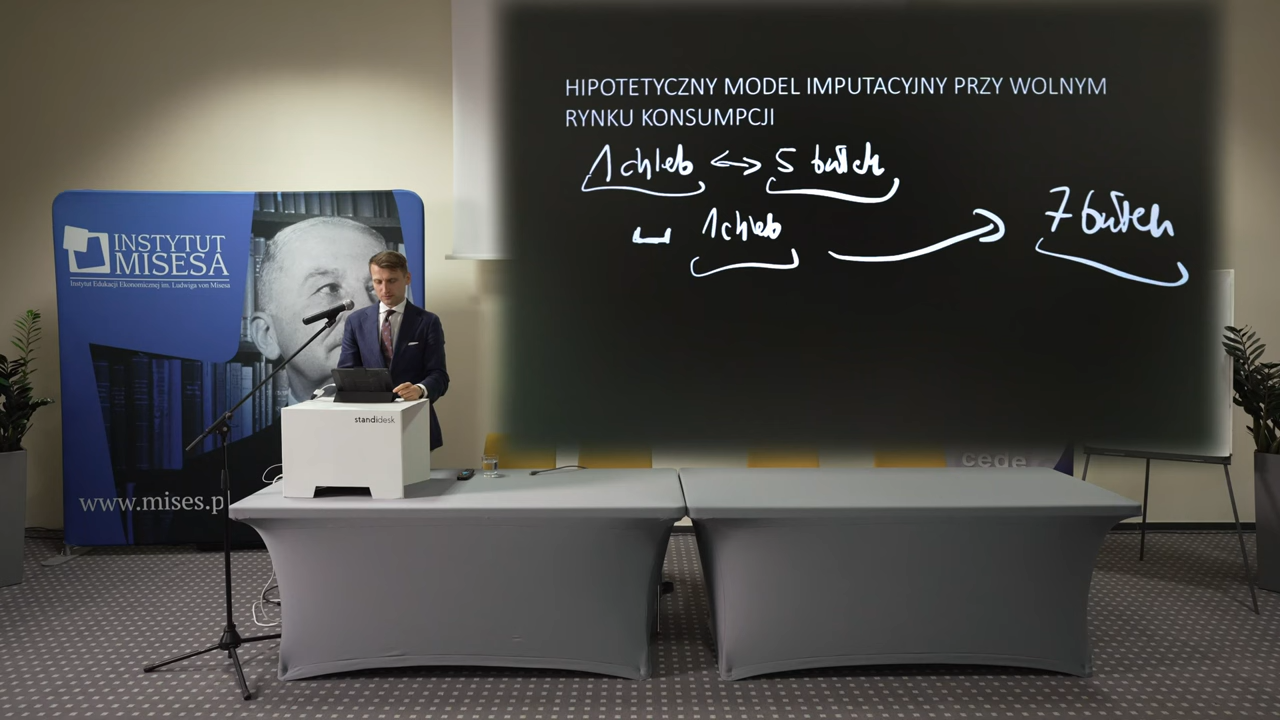 HIPOTETYCZNY MODEL IMPUTACYJNY PRZY WOLNYM
RYNKU KONSUMPCJI
1 chleb ↔ 5 bułek
1 chleb → 7 bułek
INSTYTUT
MISESA
Instytut Edukacji Ekonomicznej im. Ludwiga von Misesa
www.mises.p
standidesk
cede